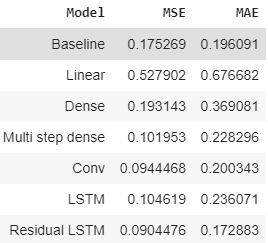 Model MSE MAE
Baseline 0.175269 0.196091
Linear 0.527902 0.676682
Dense 0.193143 0.369081
Multi step dense 0.101953 0.228296
Conv 0.0944468 0.200343
LSTM 0.104619 0.236071
Residual LSTM 0.0904476 0.172883